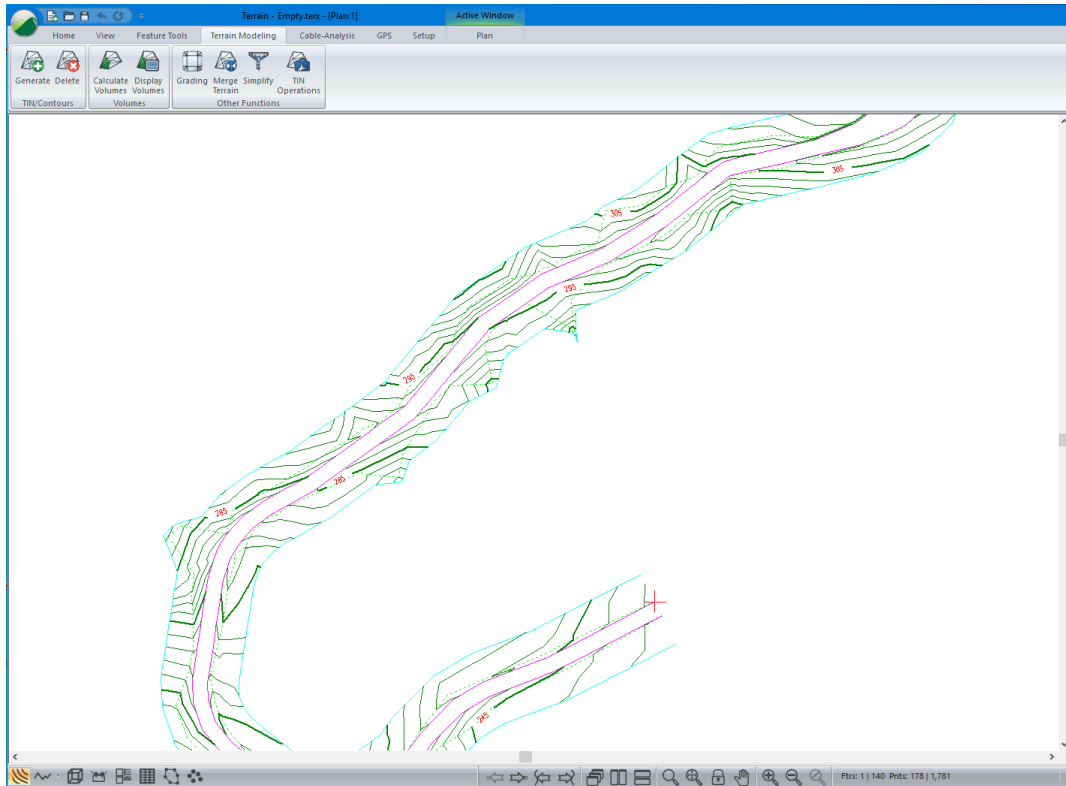 Terrain - Empty.terx - [Plan:1]
Active Window
Home View Feature Tools Terrain Modeling Cable-Analysis GPS Setup Plan
Generate Delete Calculate Volumes Display Volumes Grading Merge Terrain Simplify TIN Operations
TIN/Contours Volumes Other Functions
305
305
295
295
285
285
245
Ftrs: 1 | 140 Pnts: 178 | 1,781